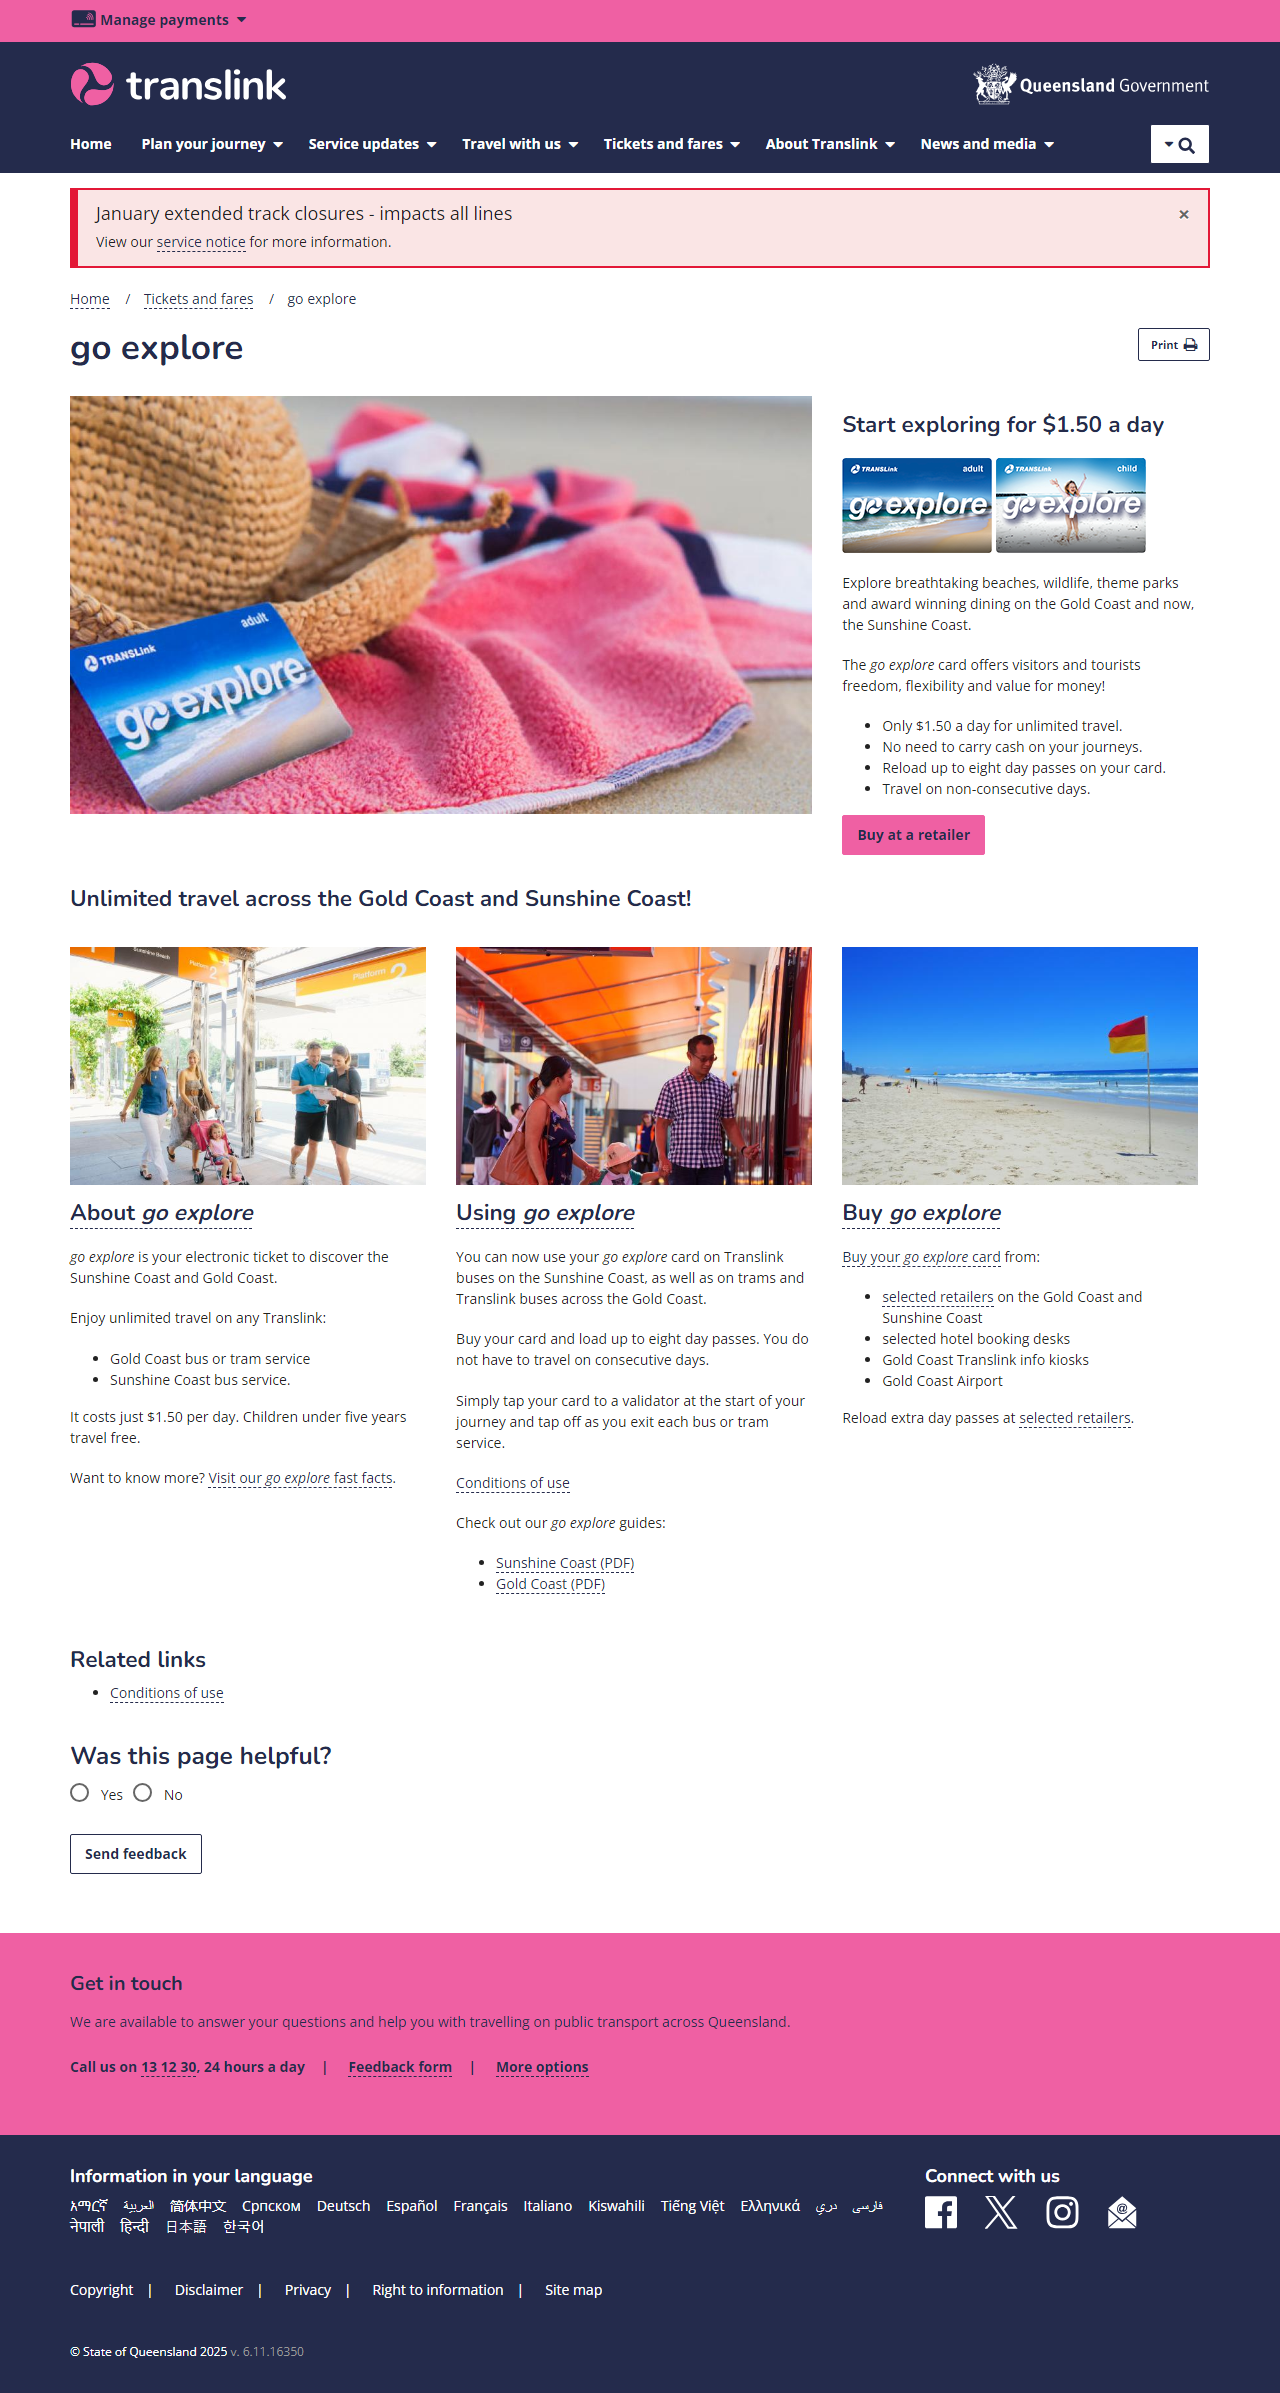 Manage payments
translink
Queensland Government
Home Plan your journey Service updates Travel with us Tickets and fares About Translink News and media
January extended track closures - impacts all lines
×
View our service notice for more information.
Home / Tickets and fares / go explore
go explore
Print
adult
TRANSLink
go explore
Start exploring for $1.50 a day
TRANSLink adult
go explore
TRANSLink child
go explore
Explore breathtaking beaches, wildlife, theme parks
and award winning dining on the Gold Coast and now,
the Sunshine Coast.
The go explore card offers visitors and tourists
freedom, flexibility and value for money!
Only $1.50 a day for unlimited travel.
No need to carry cash on your journeys.
Reload up to eight day passes on your card.
Travel on non-consecutive days.
Buy at a retailer
Unlimited travel across the Gold Coast and Sunshine Coast!
Sunshine Beach
Platform
2
Platform
2
About go explore
go explore is your electronic ticket to discover the
Sunshine Coast and Gold Coast.
Enjoy unlimited travel on any Translink:
Gold Coast bus or tram service
Sunshine Coast bus service.
It costs just $1.50 per day. Children under five years
travel free.
Want to know more? Visit our go explore fast facts.
Using go explore
You can now use your go explore card on Translink
buses on the Sunshine Coast, as well as on trams and
Translink buses across the Gold Coast.
Buy your card and load up to eight day passes. You do
not have to travel on consecutive days.
Simply tap your card to a validator at the start of your
journey and tap off as you exit each bus or tram
service.
Conditions of use
Check out our go explore guides:
Sunshine Coast (PDF)
Gold Coast (PDF)
Buy go explore
Buy your go explore card from:
selected retailers on the Gold Coast and
Sunshine Coast
selected hotel booking desks
Gold Coast Translink info kiosks
Gold Coast Airport
Reload extra day passes at selected retailers.
Related links
Conditions of use
Was this page helpful?
Yes No
Send feedback
Get in touch
We are available to answer your questions and help you with travelling on public transport across Queensland.
Call us on 13 12 30, 24 hours a day | Feedback form | More options
Information in your language
አማርኛ العربية 简体中文 Српском Deutsch Español Français Italiano Kiswahili Tiếng Việt Ελληνικά دري فارسی
नेपाली हिन्दी 日本語 한국어
Connect with us
Copyright | Disclaimer | Privacy | Right to information | Site map
© State of Queensland 2025 v. 6.11.16350